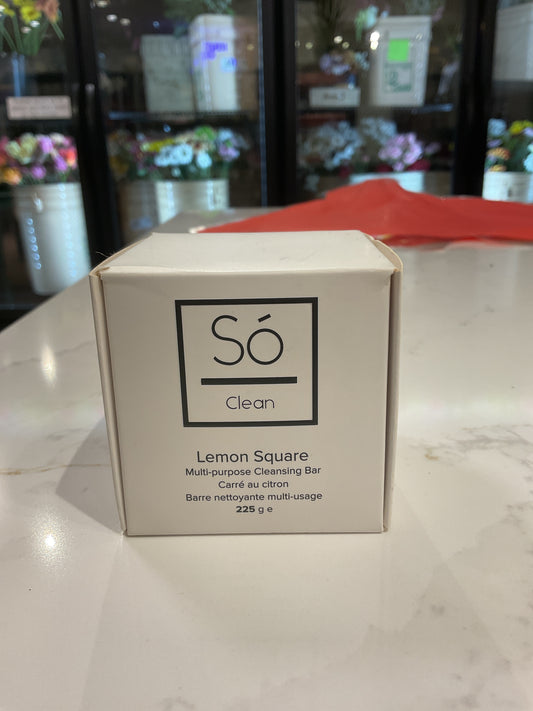 Só
Clean
Lemon Square
Multi-purpose Cleansing Bar
Carré au citron
Barre nettoyante multi-usage
225 g e